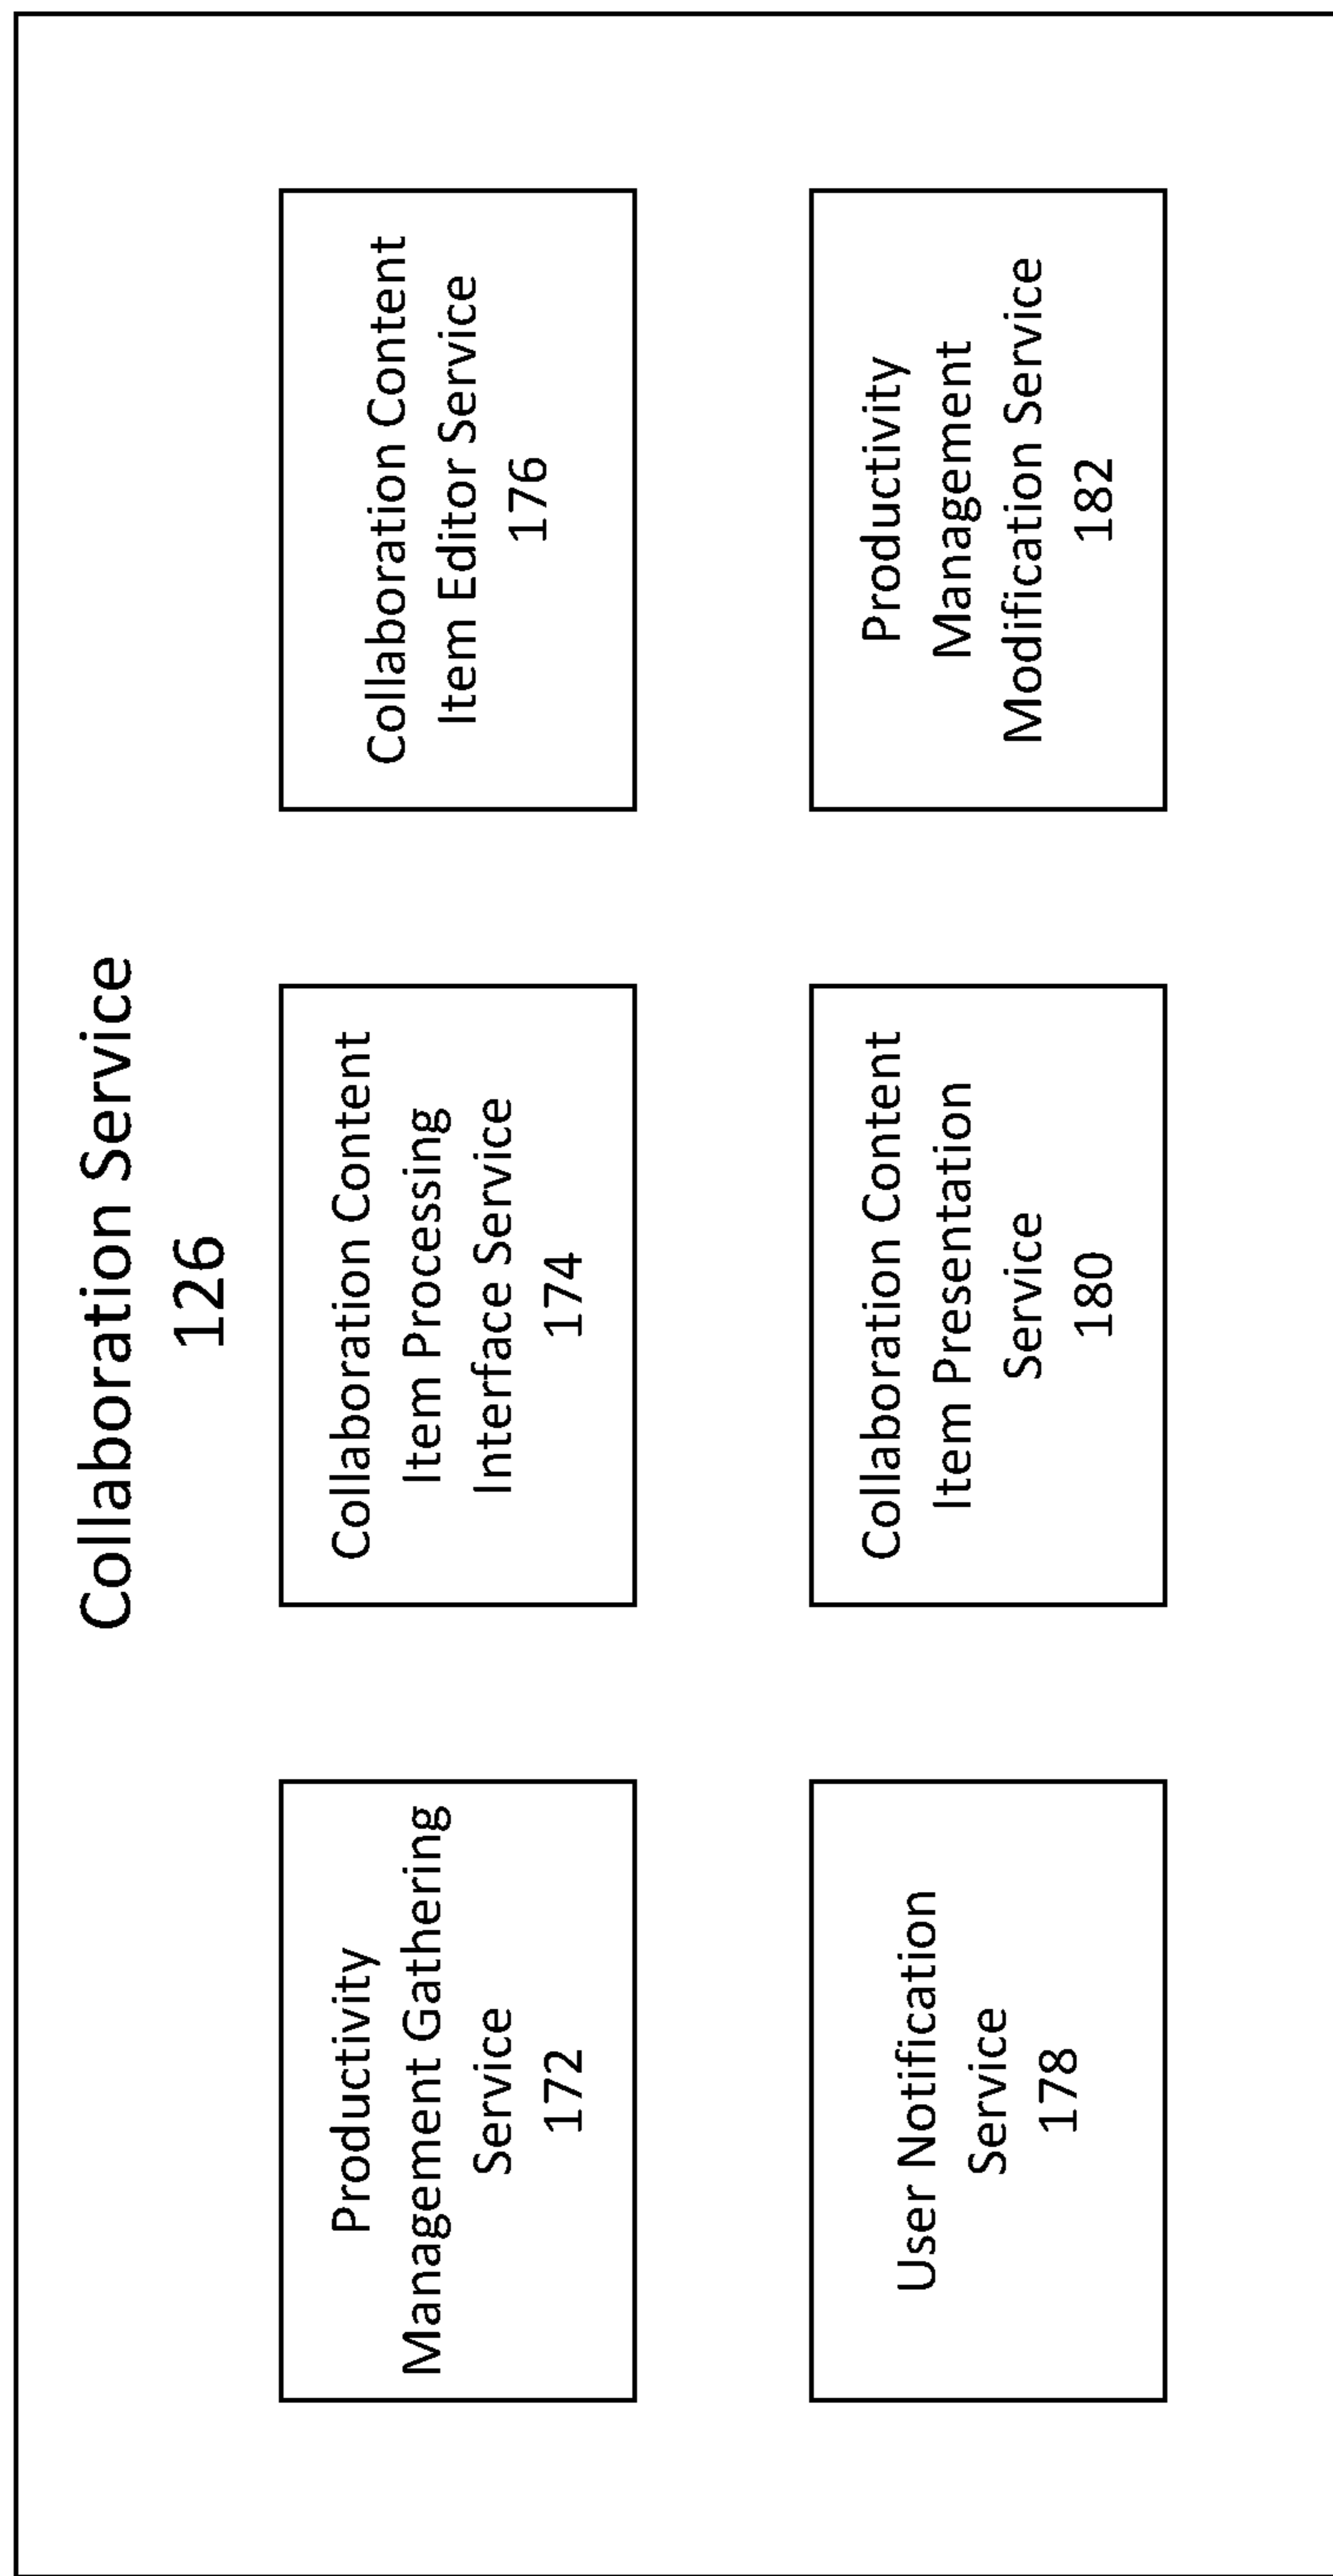 Collaboration Service
126
Productivity
Management Gathering
Service
172
Collaboration Content
Item Processing
Interface Service
174
Collaboration Content
Item Editor Service
176
User Notification
Service
178
Collaboration Content
Item Presentation
Service
180
Productivity
Management
Modification Service
182